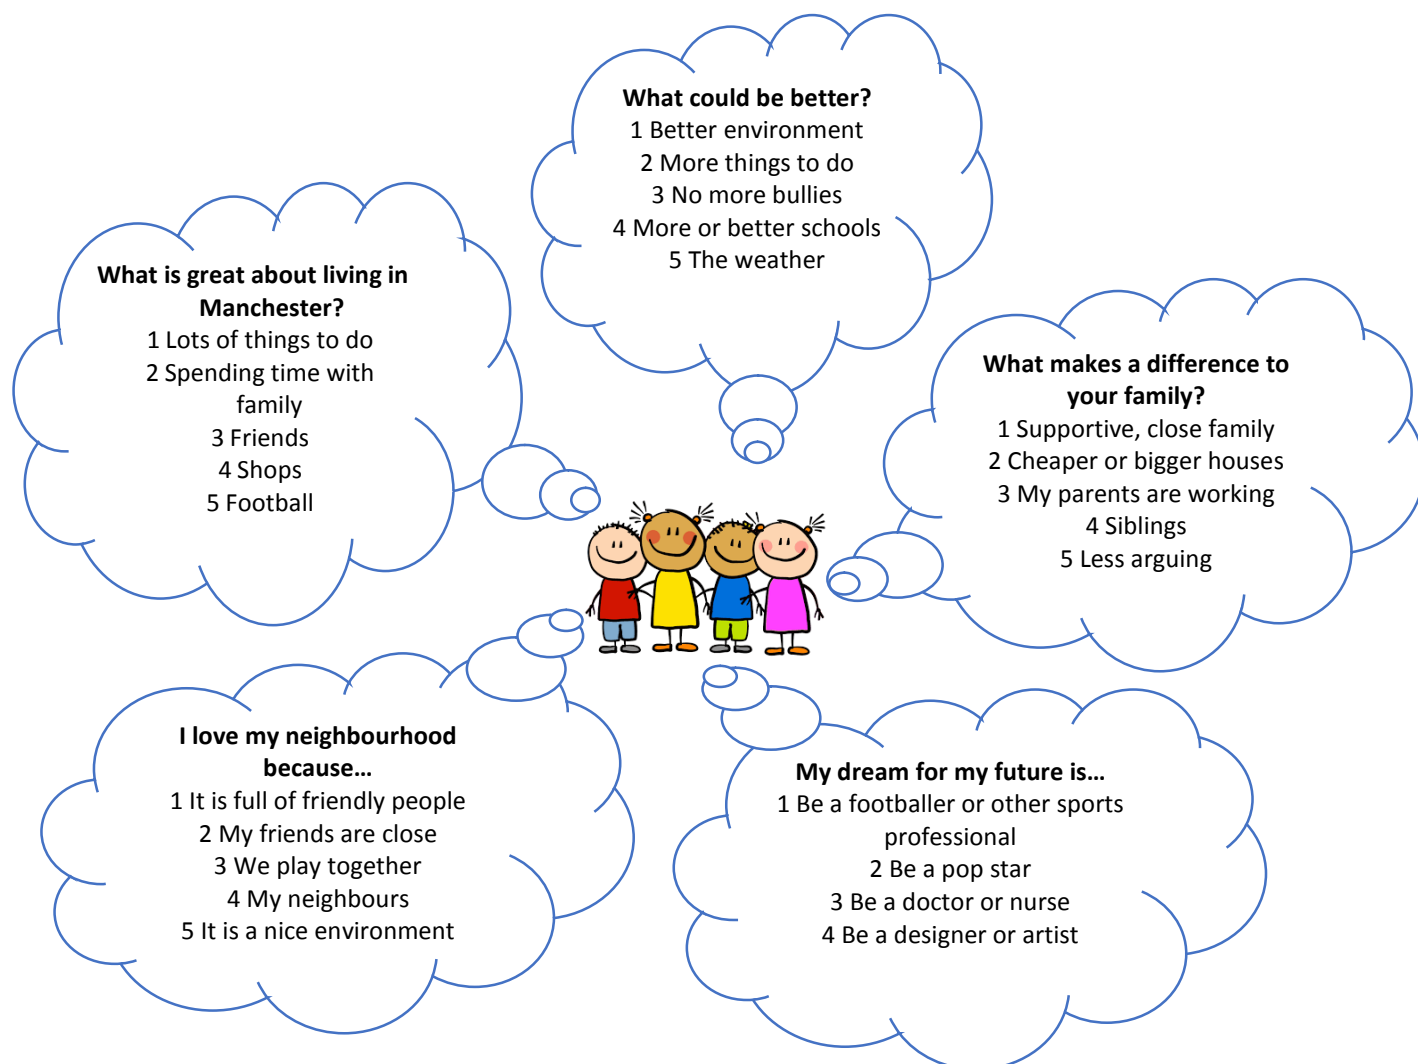 What could be better?
1 Better environment
2 More things to do
3 No more bullies
4 More or better schools
5 The weather
What is great about living in
Manchester?
1 Lots of things to do
2 Spending time with
family
3 Friends
4 Shops
5 Football
What makes a difference to
your family?
1 Supportive, close family
2 Cheaper or bigger houses
3 My parents are working
4 Siblings
5 Less arguing
I love my neighbourhood
because…
1 It is full of friendly people
2 My friends are close
3 We play together
4 My neighbours
5 It is a nice environment
My dream for my future is…
1 Be a footballer or other sports
professional
2 Be a pop star
3 Be a doctor or nurse
4 Be a designer or artist